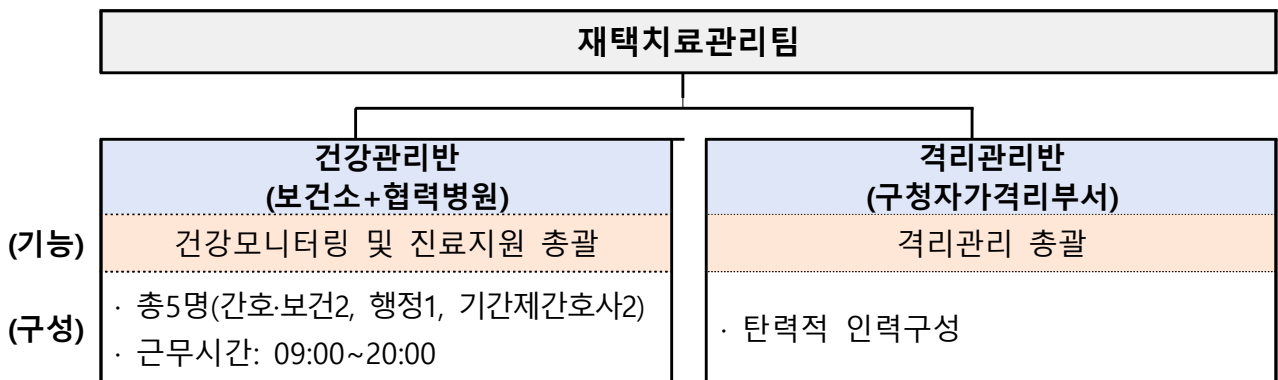 재택치료관리팀
건강관리반
(보건소+협력병원)
격리관리반
(구청자가격리부서)
(기능)
건강모니터링 및 진료지원 총괄
격리관리 총괄
(구성)
· 총5명(간호·보건2, 행정1, 기간제간호사2)
· 근무시간: 09:00~20:00
· 탄력적 인력구성